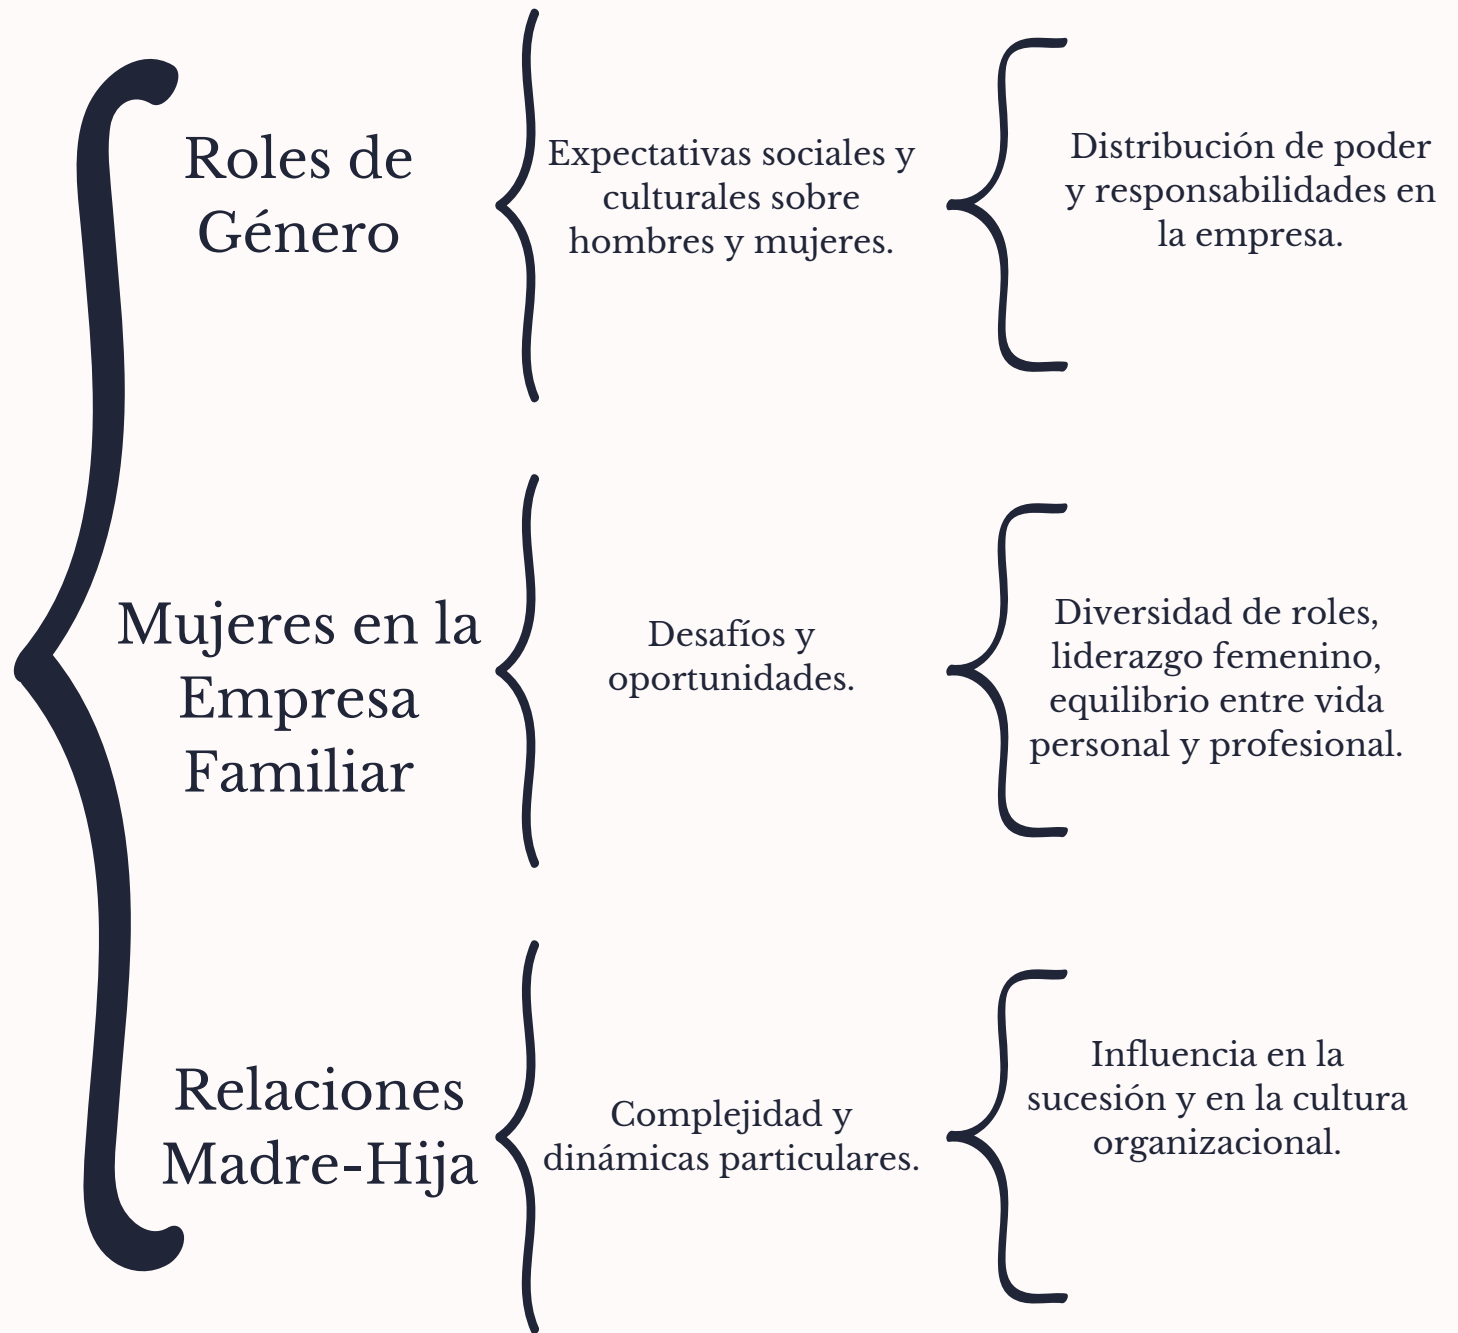 Roles de
Género
Expectativas sociales y
culturales sobre
hombres y mujeres.
Distribución de poder
y responsabilidades en
la empresa.
Mujeres en la
Empresa
Familiar
Desafíos y
oportunidades.
Diversidad de roles,
liderazgo femenino,
equilibrio entre vida
personal y profesional.
Relaciones
Madre-Hija
Complejidad y
dinámicas particulares.
Influencia en la
sucesión y en la cultura
organizacional.